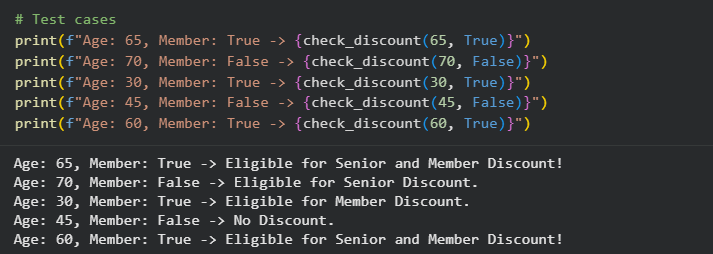 # Test cases
print(f"Age: 65, Member: True -> {check_discount(65, True)}")
print(f"Age: 70, Member: False -> {check_discount(70, False)}")
print(f"Age: 30, Member: True -> {check_discount(30, True)}")
print(f"Age: 45, Member: False -> {check_discount(45, False)}")
print(f"Age: 60, Member: True -> {check_discount(60, True)}")
Age: 65, Member: True -> Eligible for Senior and Member Discount!
Age: 70, Member: False -> Eligible for Senior Discount.
Age: 30, Member: True -> Eligible for Member Discount.
Age: 45, Member: False -> No Discount.
Age: 60, Member: True -> Eligible for Senior and Member Discount!